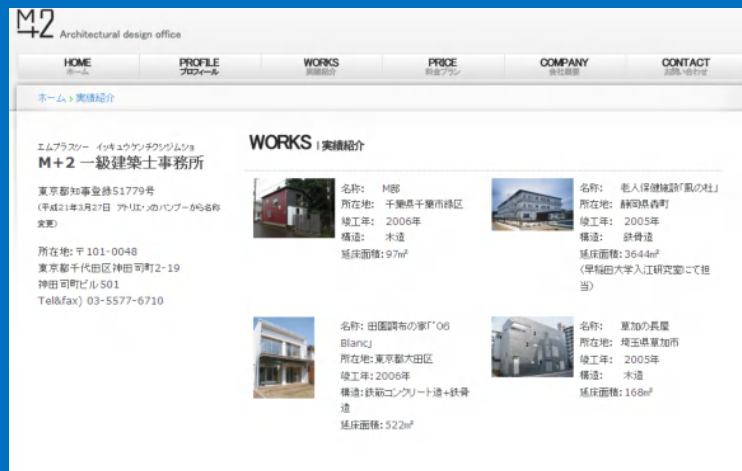 M+2 Architectural design office
HOME PROFILE WORKS PRICE COMPANY CONTACT
ホーム プロフィール 実績紹介 料金プラン 会社概要 お問い合わせ
ホーム > 実績紹介
エムプラスツー イッキュウケンチクシジムショ
M+2 一級建築士事務所
東京都知事登録51779号
(平成21年3月27日 アトリエ・ノのバンブーから名称
変更)
所在地:〒101-0048
東京都千代田区神田司町2-19
神田司町ビル501
Tel&fax) 03-5577-6710
WORKS | 実績紹介
名称: M邸
所在地: 千葉県千葉市緑区
竣工年: 2006年
構造: 木造
延床面積:97㎡
名称: 老人保健施設「風の杜」
所在地: 静岡県森町
竣工年: 2005年
構造: 鉄骨造
延床面積:3644㎡
(早稲田大学入江研究室にて担
当)
名称:田園調布の家「'06
Blanc」
所在地:東京都大田区
竣工年:2006年
構造:鉄筋コンクリート造+鉄骨
造
延床面積:522㎡
名称: 草加の長屋
所在地: 埼玉県草加市
竣工年: 2005年
構造: 木造
延床面積:168㎡